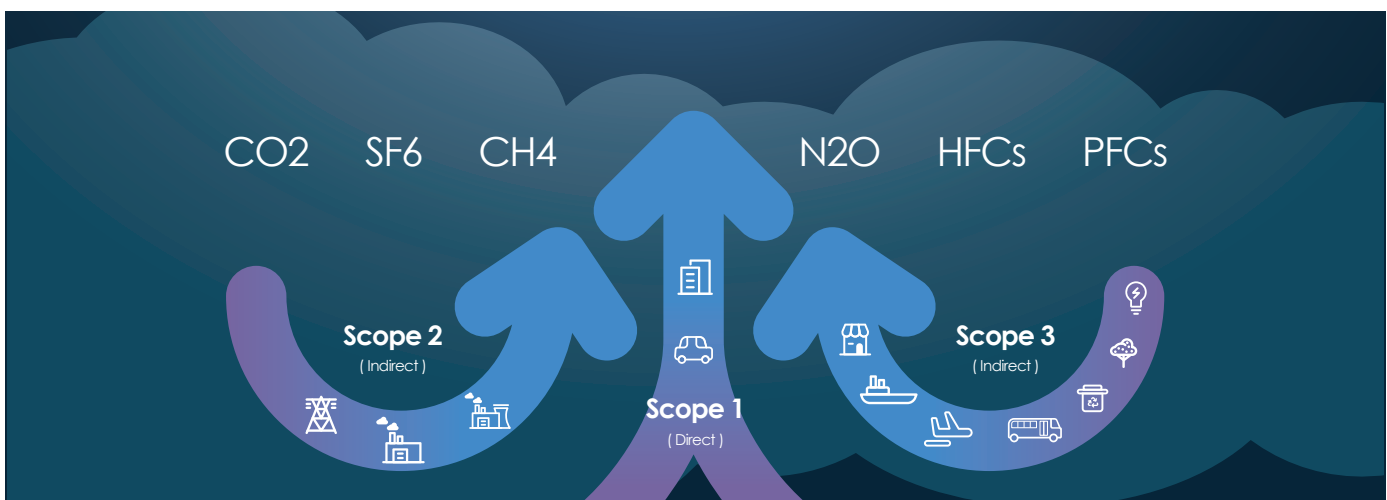 CO2 SF6 CH4 N2O HFCs PFCs
Scope 2
( Indirect )
Scope 1
( Direct )
Scope 3
( Indirect )